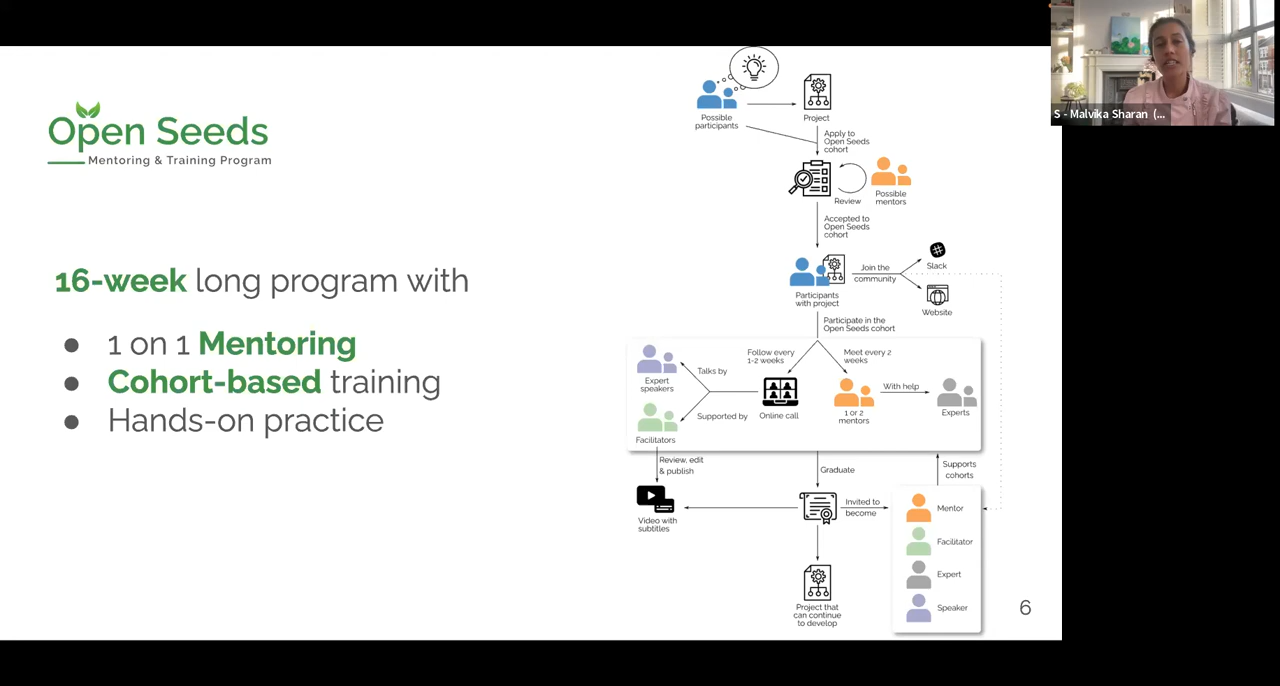 S - Malvika Sharan (...
Open Seeds
Mentoring & Training Program
16-week long program with
● 1 on 1 Mentoring
● Cohort-based training
● Hands-on practice
Possible
participants
Project
Apply to
Open Seeds
cohort
Review
Possible
mentors
Accepted to
Open Seeds
cohort
Participants
with project
Join the
community
Slack
Website
Participate in the
Open Seeds cohort
Follow every
1-2 weeks
Meet every 2
weeks
Expert
speakers
Talks by
Supported by
Facilitators
Online call
1 or 2
mentors
With help
Experts
Review, edit
& publish
Graduate
Supports
cohorts
Video with
subtitles
Invited to
become
Mentor
Facilitator
Expert
Speaker
Project that
can continue
to develop
6